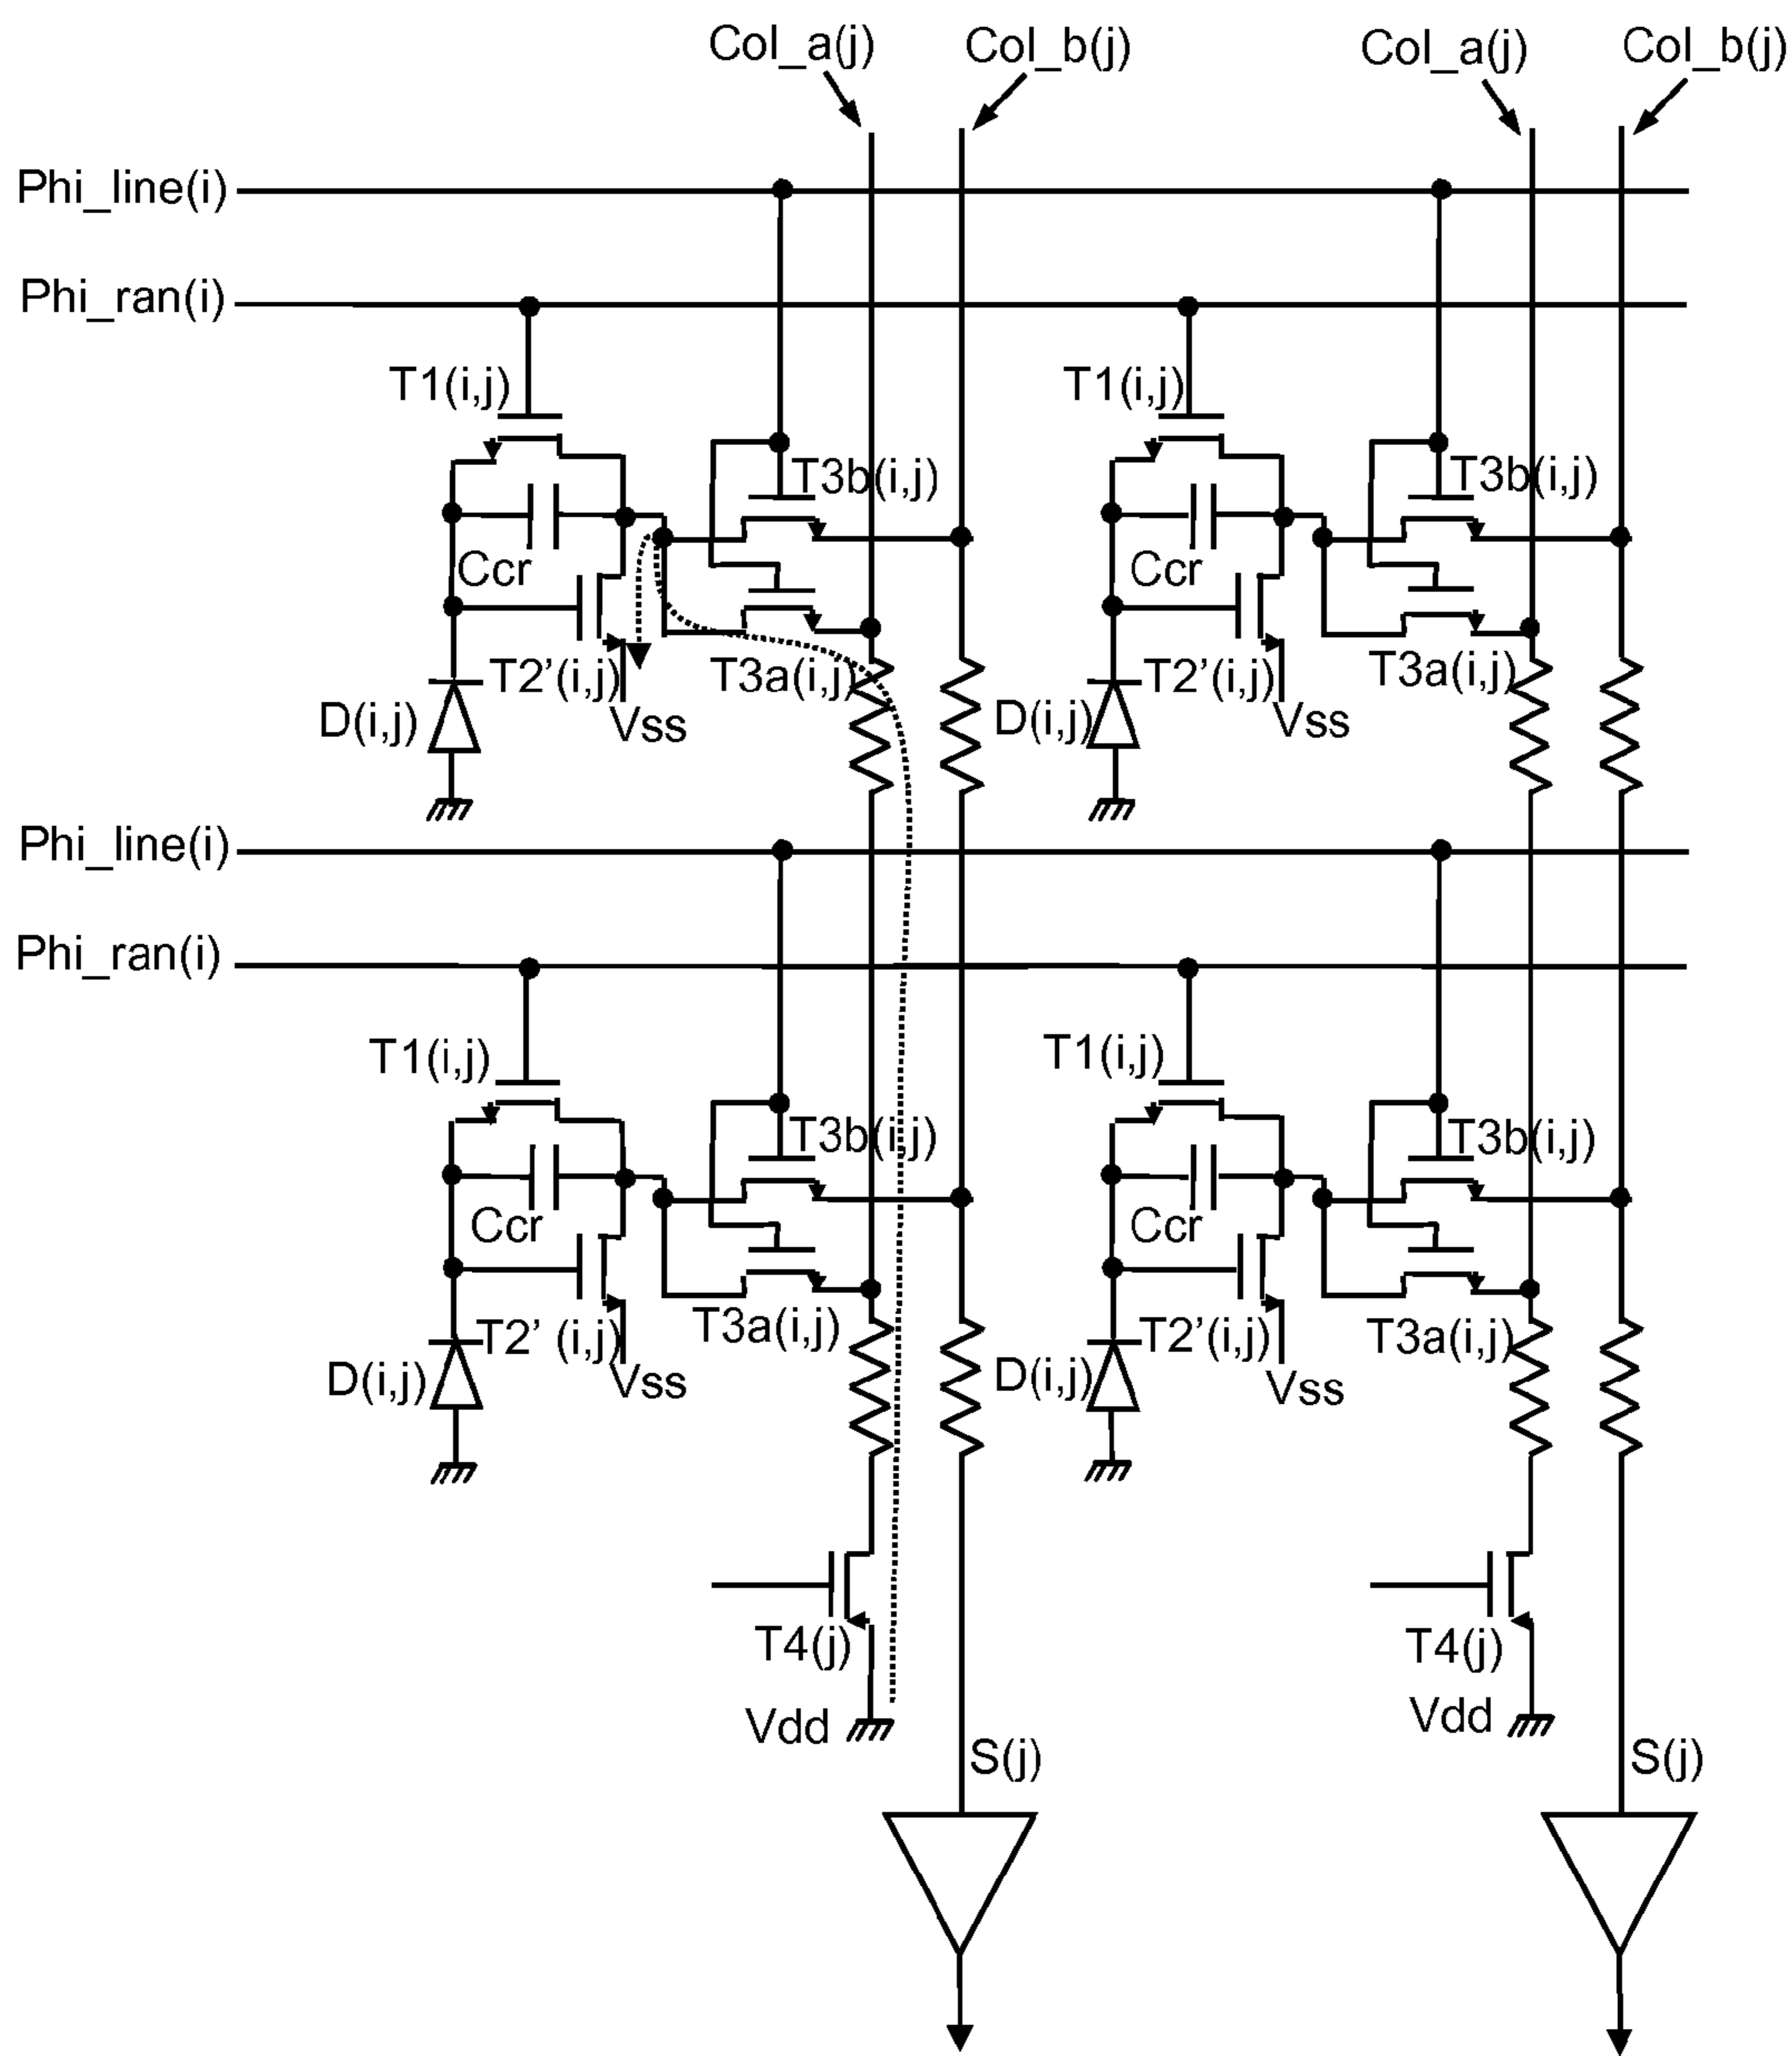 Col_a(j) Col_b(j) Col_a(j) Col_b(j)
Phi_line(i)
Phi_ran(i)
T1(i,j) T1(i,j)
T3b(i,j) T3b(i,j)
Ccr Ccr
T2’(i,j) T3a(i,j) T2’(i,j) T3a(i,j)
D(i,j) Vss D(i,j) Vss
Phi_line(i)
Phi_ran(i)
T1(i,j) T1(i,j)
T3b(i,j) T3b(i,j)
Ccr Ccr
T2’ (i,j) T3a(i,j) T2’(i,j) T3a(i,j)
D(i,j) Vss D(i,j) Vss
T4(j) T4(j)
Vdd Vdd
S(j) S(j)